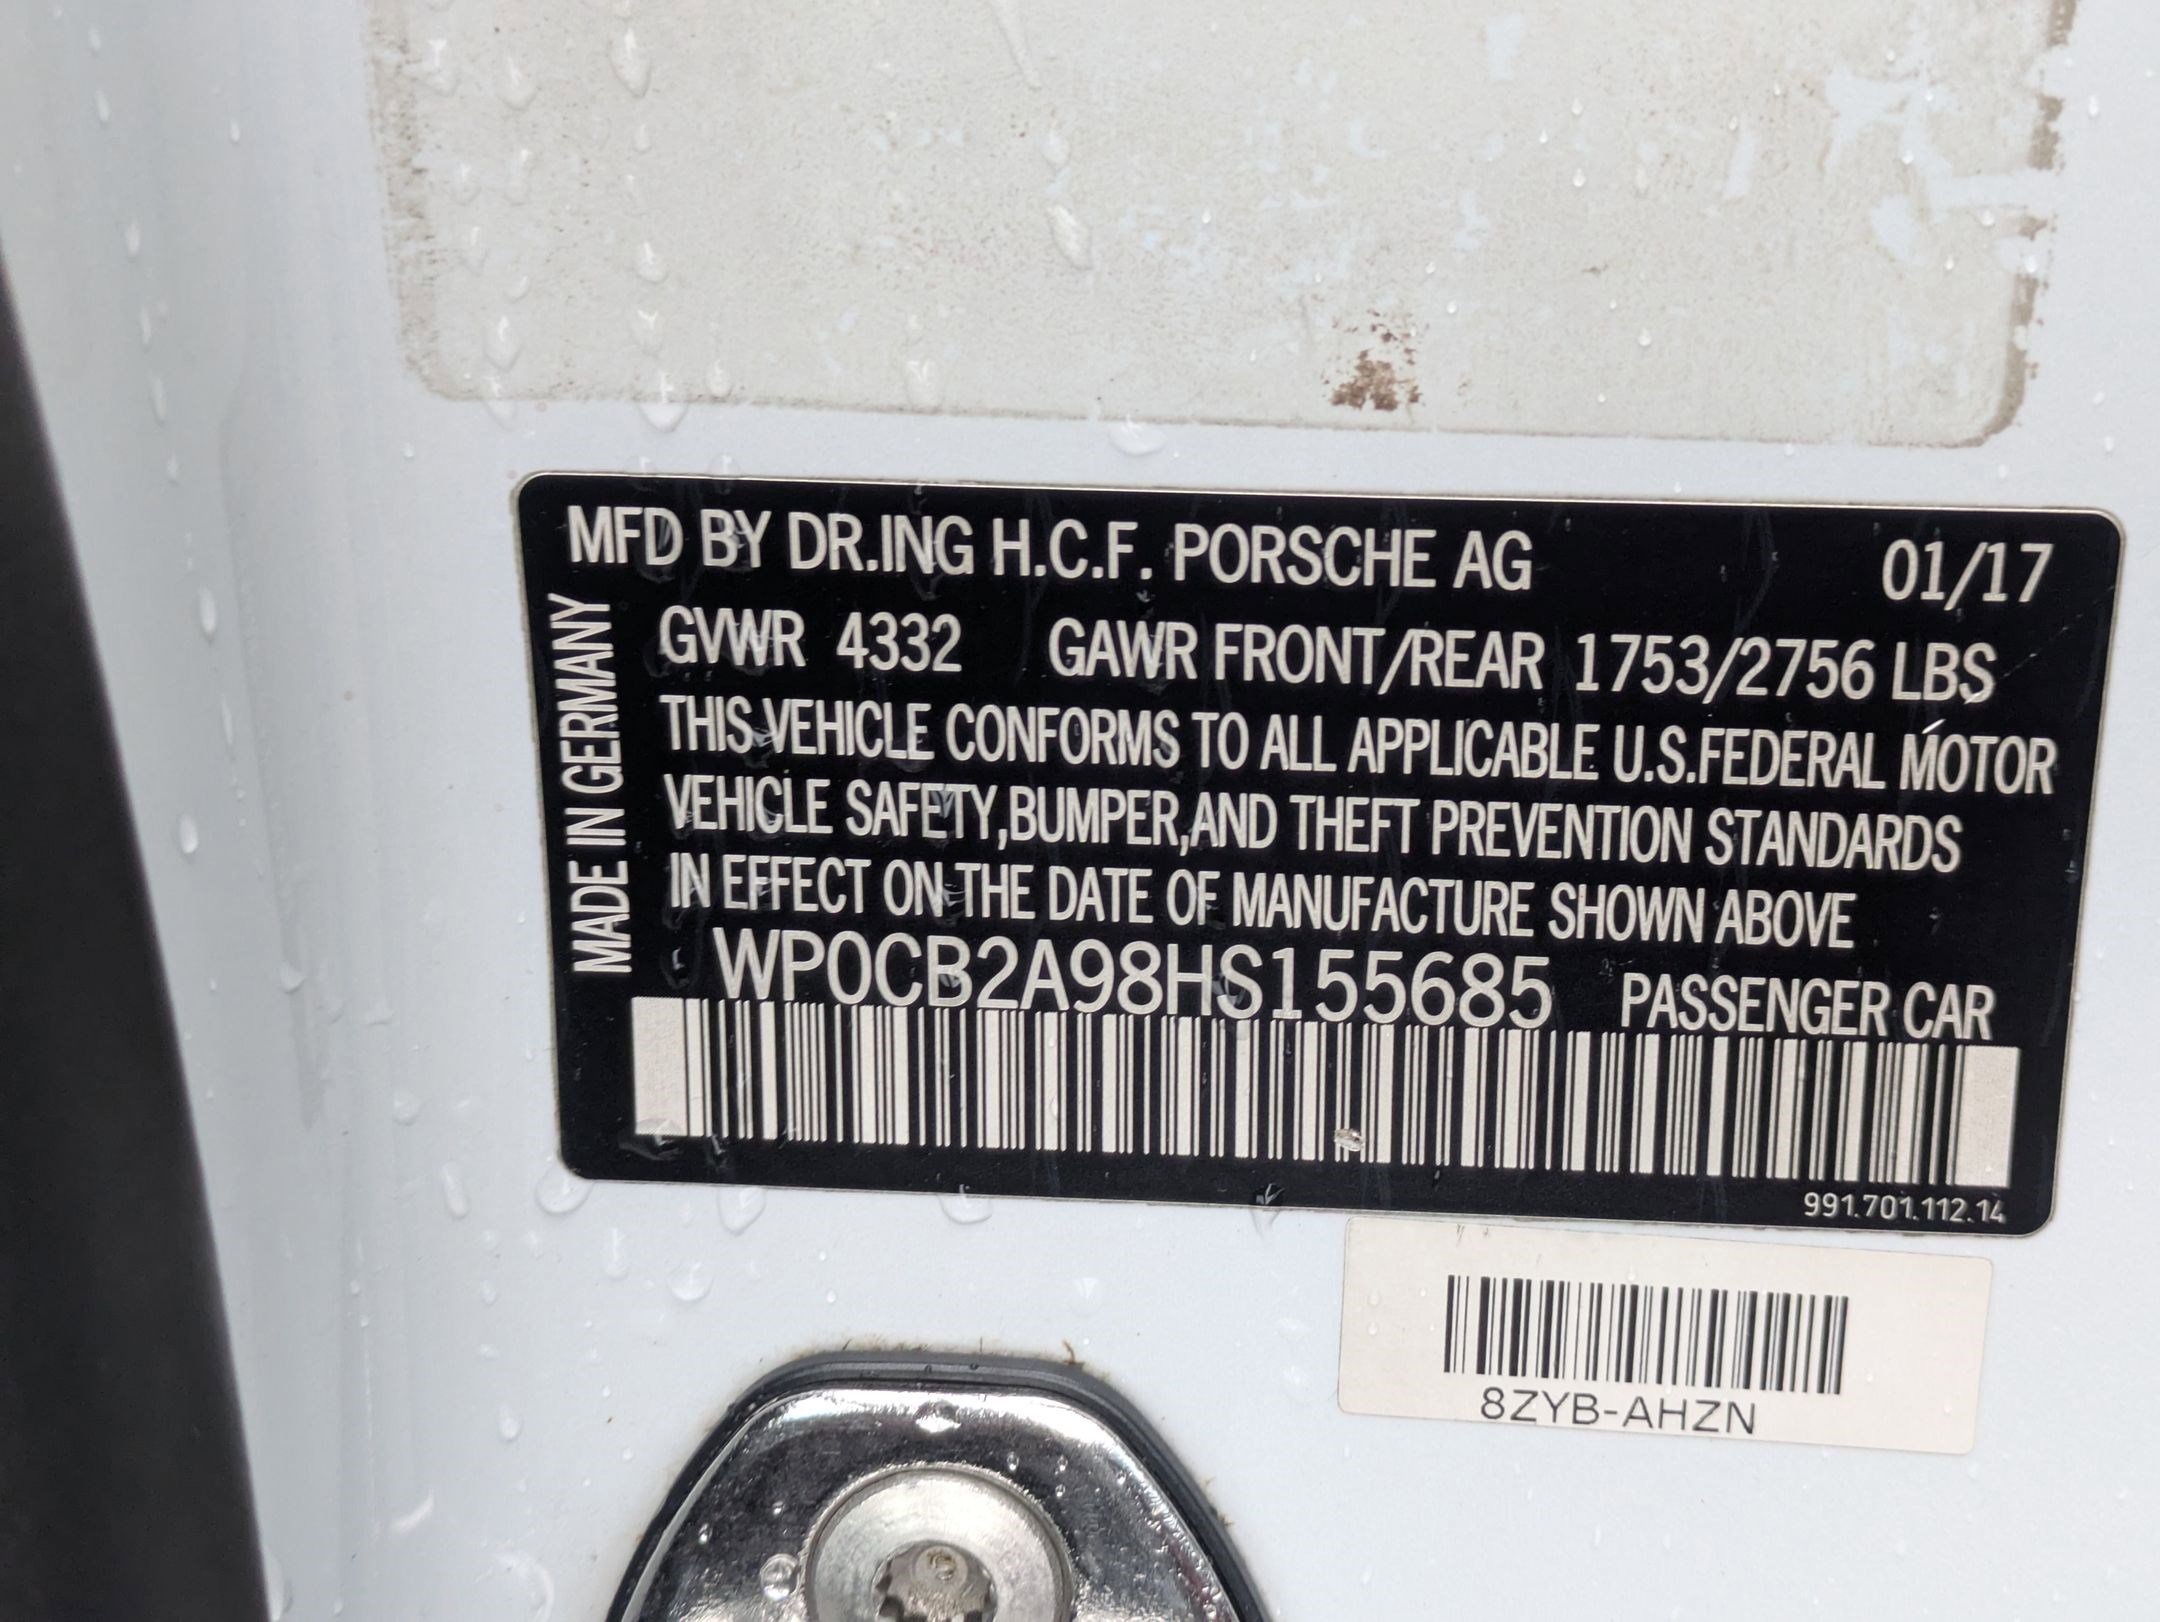 MFD BY DR.ING H.C.F. PORSCHE AG 01/17
MADE IN GERMANY
GVWR 4332 GAWR FRONT/REAR 1753/2756 LBS
THIS VEHICLE CONFORMS TO ALL APPLICABLE U.S.FEDERAL MOTOR
VEHICLE SAFETY,BUMPER,AND THEFT PREVENTION STANDARDS
IN EFFECT ON THE DATE OF MANUFACTURE SHOWN ABOVE
WP0CB2A98HS155685 PASSENGER CAR
991.701.112.14
8ZYB-AHZN